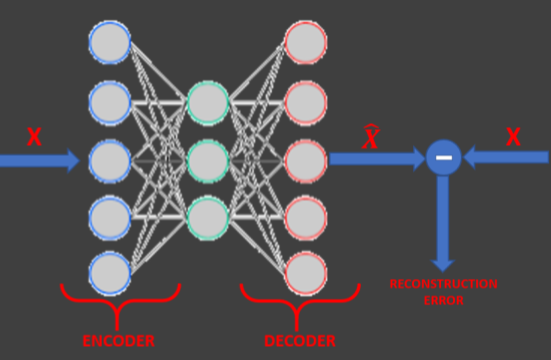 X
X̂
X
−
RECONSTRUCTION
ERROR
ENCODER
DECODER